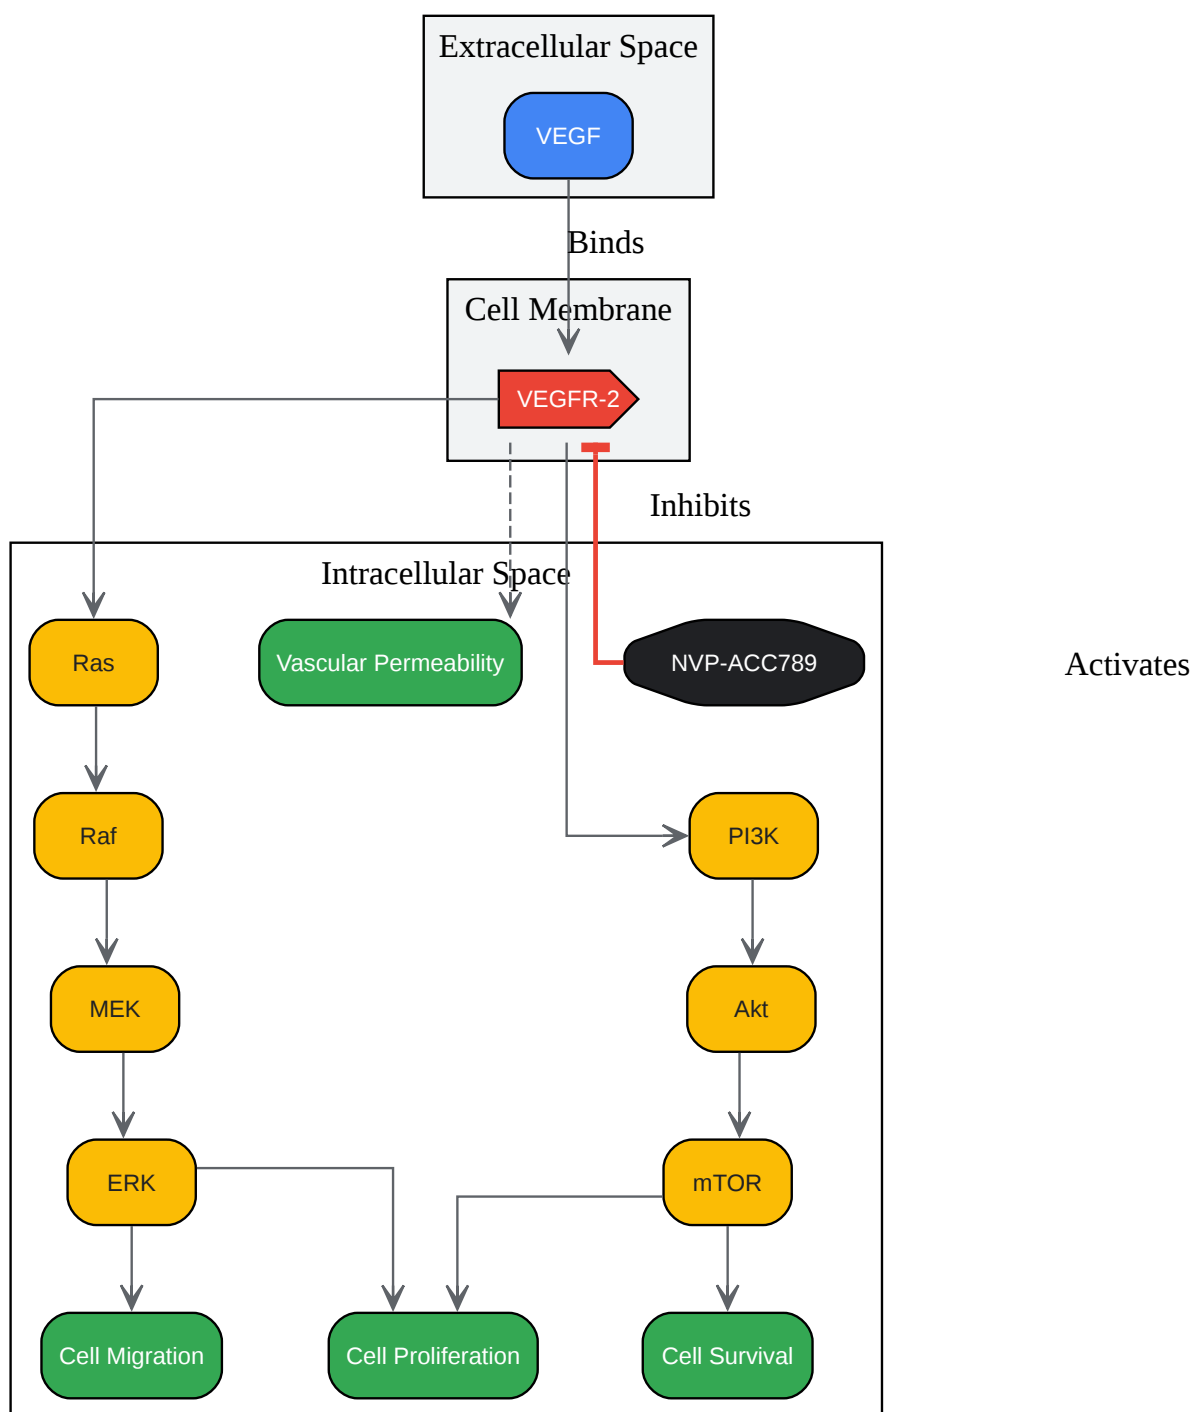 Extracellular Space
VEGF
Binds
Cell Membrane
VEGFR-2
Inhibits
Intracellular Space
Ras
Vascular Permeability
NVP-ACC789
Activates
Raf
PI3K
MEK
Akt
ERK
mTOR
Cell Migration
Cell Proliferation
Cell Survival